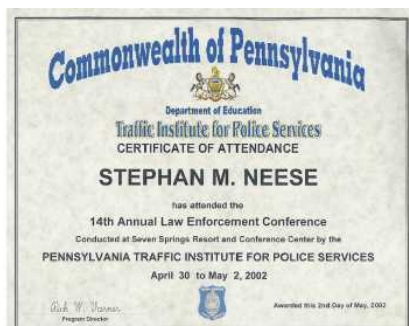 Commonwealth of Pennsylvania
Department of Education
Traffic Institute for Police Services
CERTIFICATE OF ATTENDANCE
STEPHAN M. NEESE
has attended the
14th Annual Law Enforcement Conference
Conducted at Seven Springs Resort and Conference Center by the
PENNSYLVANIA TRAFFIC INSTITUTE FOR POLICE SERVICES
April 30 to May 2, 2002
Awarded this 2nd Day of May, 2002
Program Director